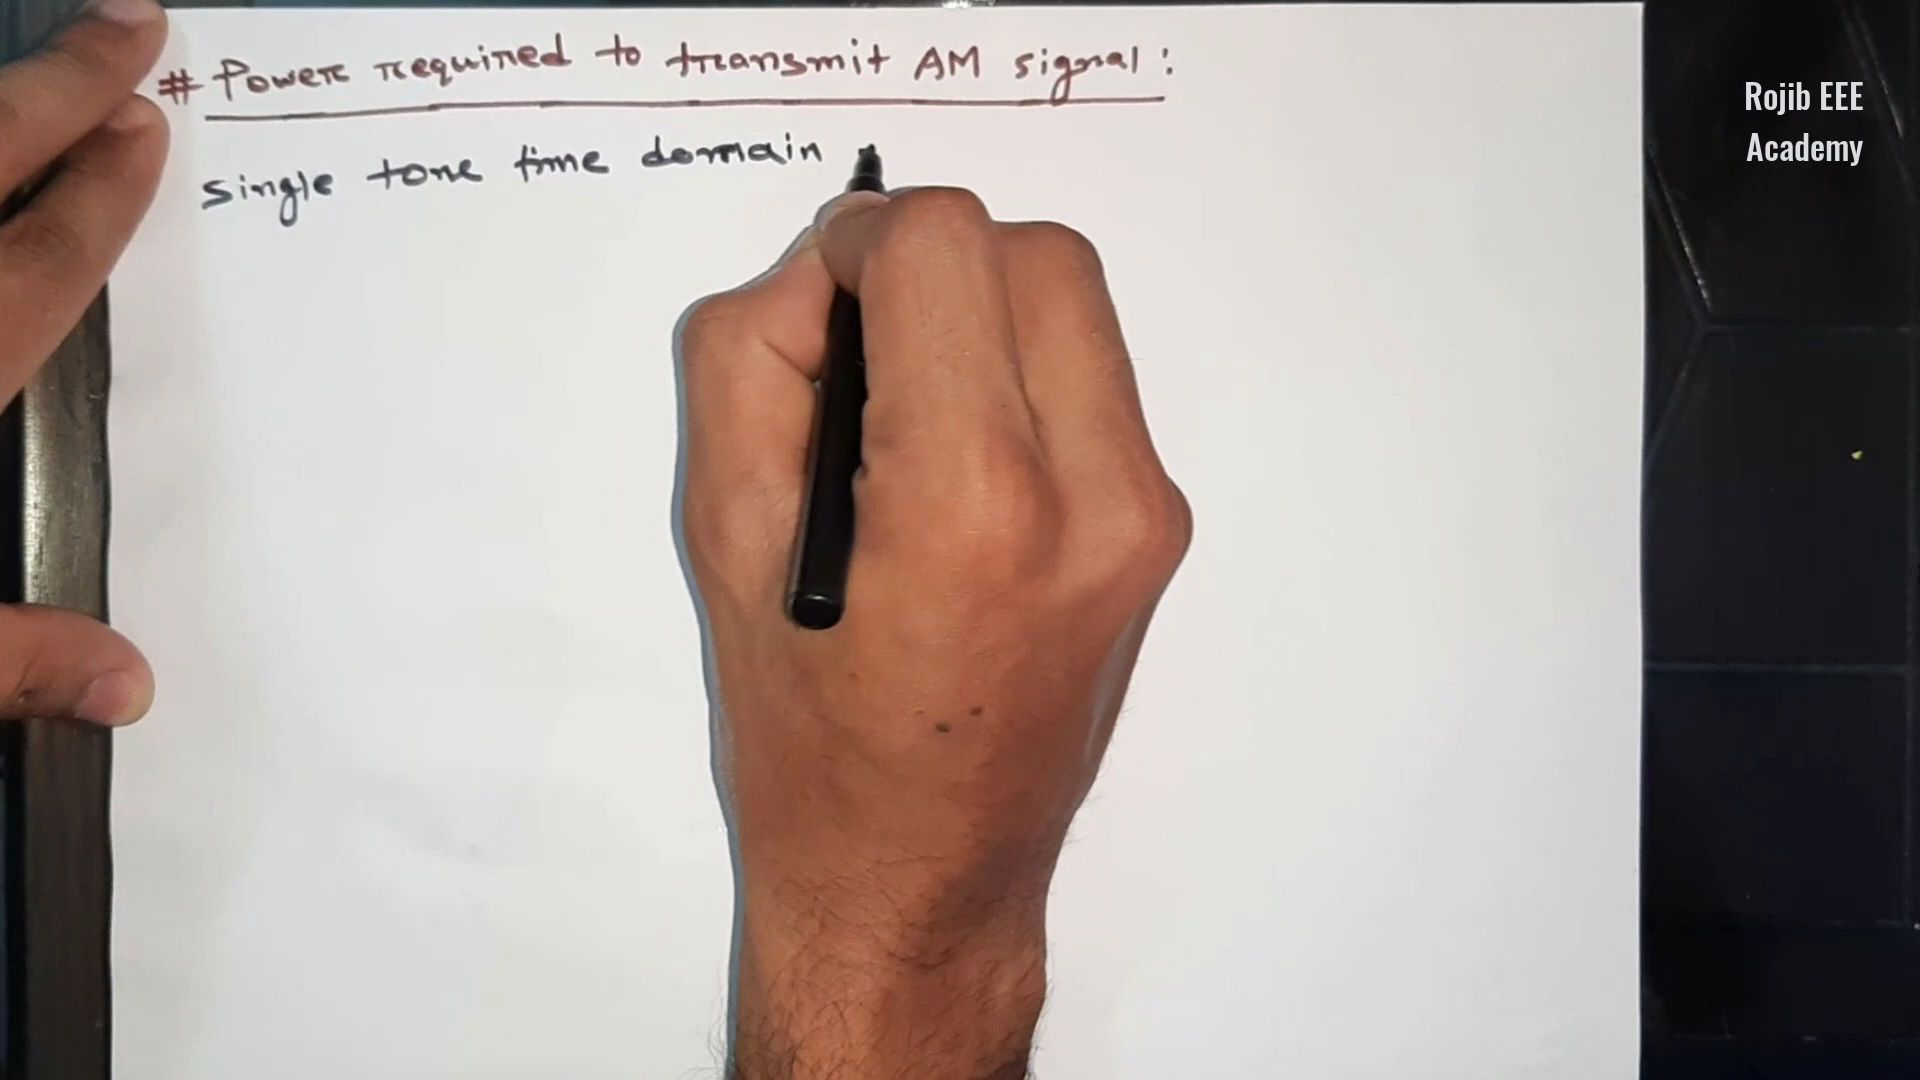 # Power required to transmit AM signal :
single tone time domain
Rojib EEE
Academy